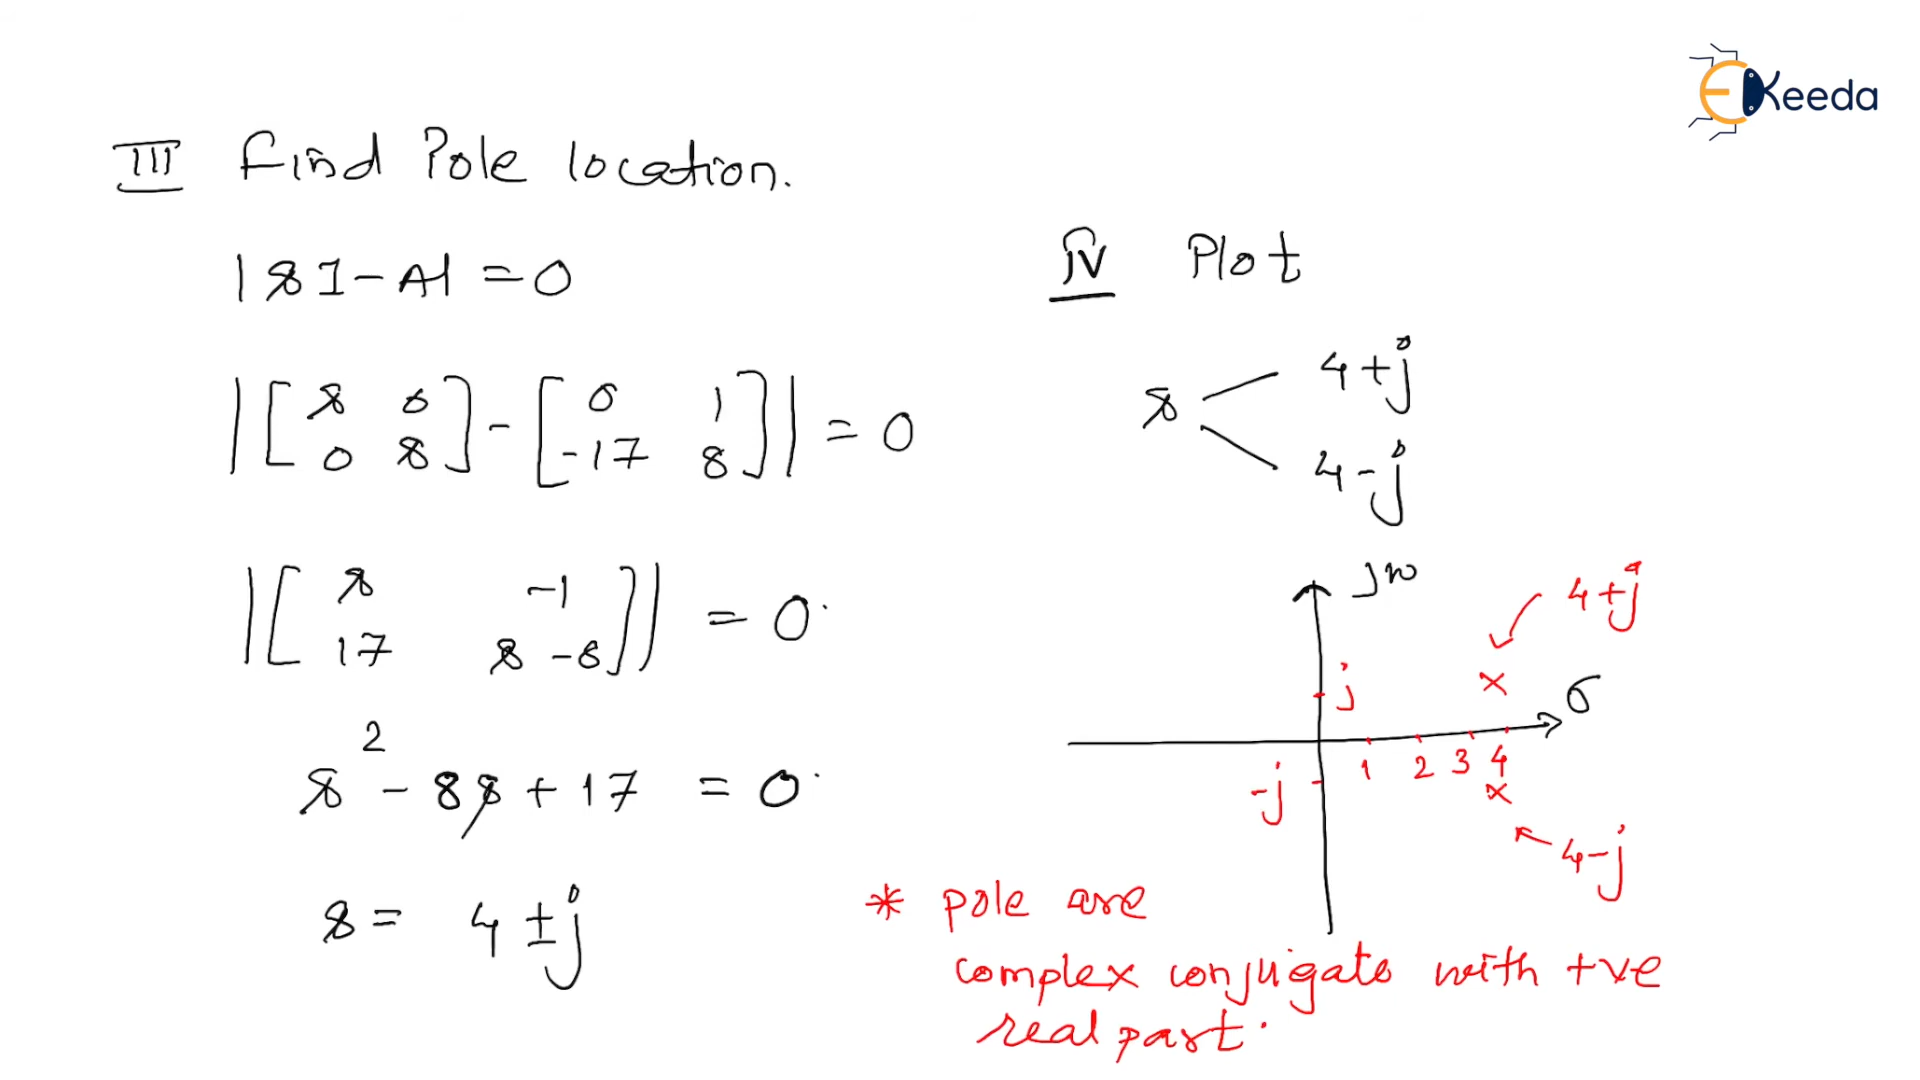 EKeeda
III Find Pole location.
|sI-A| = 0
|[s 0
0 s] - [0 1
-17 8]| = 0
|[s -1
17 s-8]| = 0
s² - 8s + 17 = 0
s = 4 ± j
IV Plot
s 4+j
4-j
jw
4+j
x
j
σ
1 2 3 4
-j
x
4-j
* pole are
complex conjugate with +ve
real part.